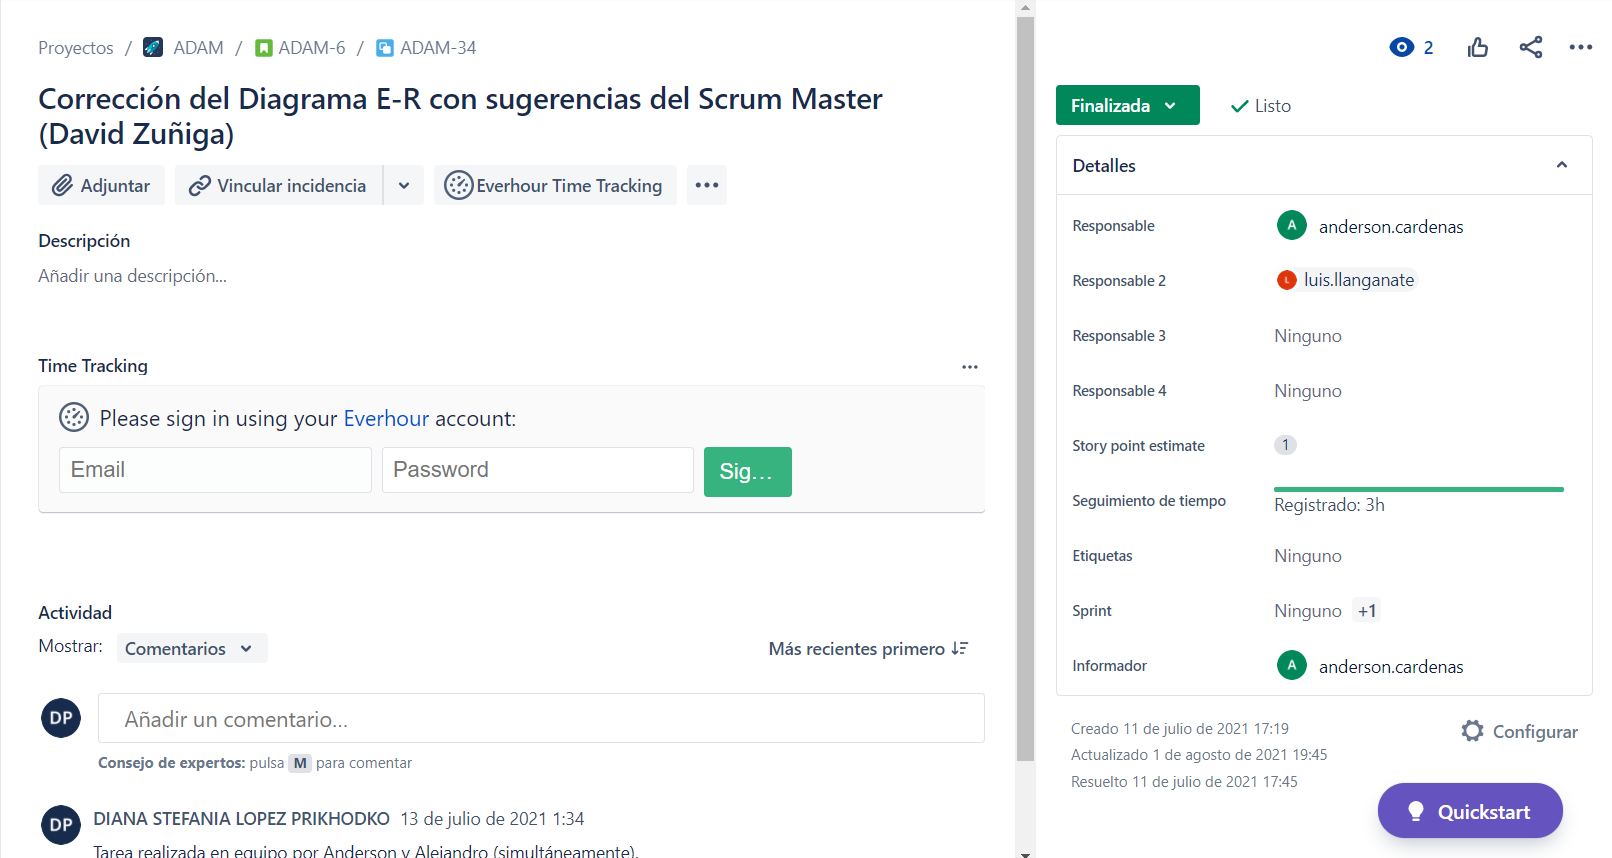 Proyectos / ADAM / ADAM-6 / ADAM-34
Corrección del Diagrama E-R con sugerencias del Scrum Master
(David Zuñiga)
Adjuntar Vincular incidencia Everhour Time Tracking
Descripción
Añadir una descripción...
Time Tracking
Please sign in using your Everhour account:
Email Password Sig...
Actividad
Mostrar: Comentarios Más recientes primero
DP Añadir un comentario...
Consejo de expertos: pulsa M para comentar
DP DIANA STEFANIA LOPEZ PRIKHODKO 13 de julio de 2021 1:34
Tarea realizada en equipo por Anderson y Alejandro (simultáneamente).
2
Finalizada Listo
Detalles
Responsable A anderson.cardenas
Responsable 2 L luis.llanganate
Responsable 3 Ninguno
Responsable 4 Ninguno
Story point estimate 1
Seguimiento de tiempo Registrado: 3h
Etiquetas Ninguno
Sprint Ninguno +1
Informador A anderson.cardenas
Creado 11 de julio de 2021 17:19
Configurar
Actualizado 1 de agosto de 2021 19:45
Resuelto 11 de julio de 2021 17:45
Quickstart